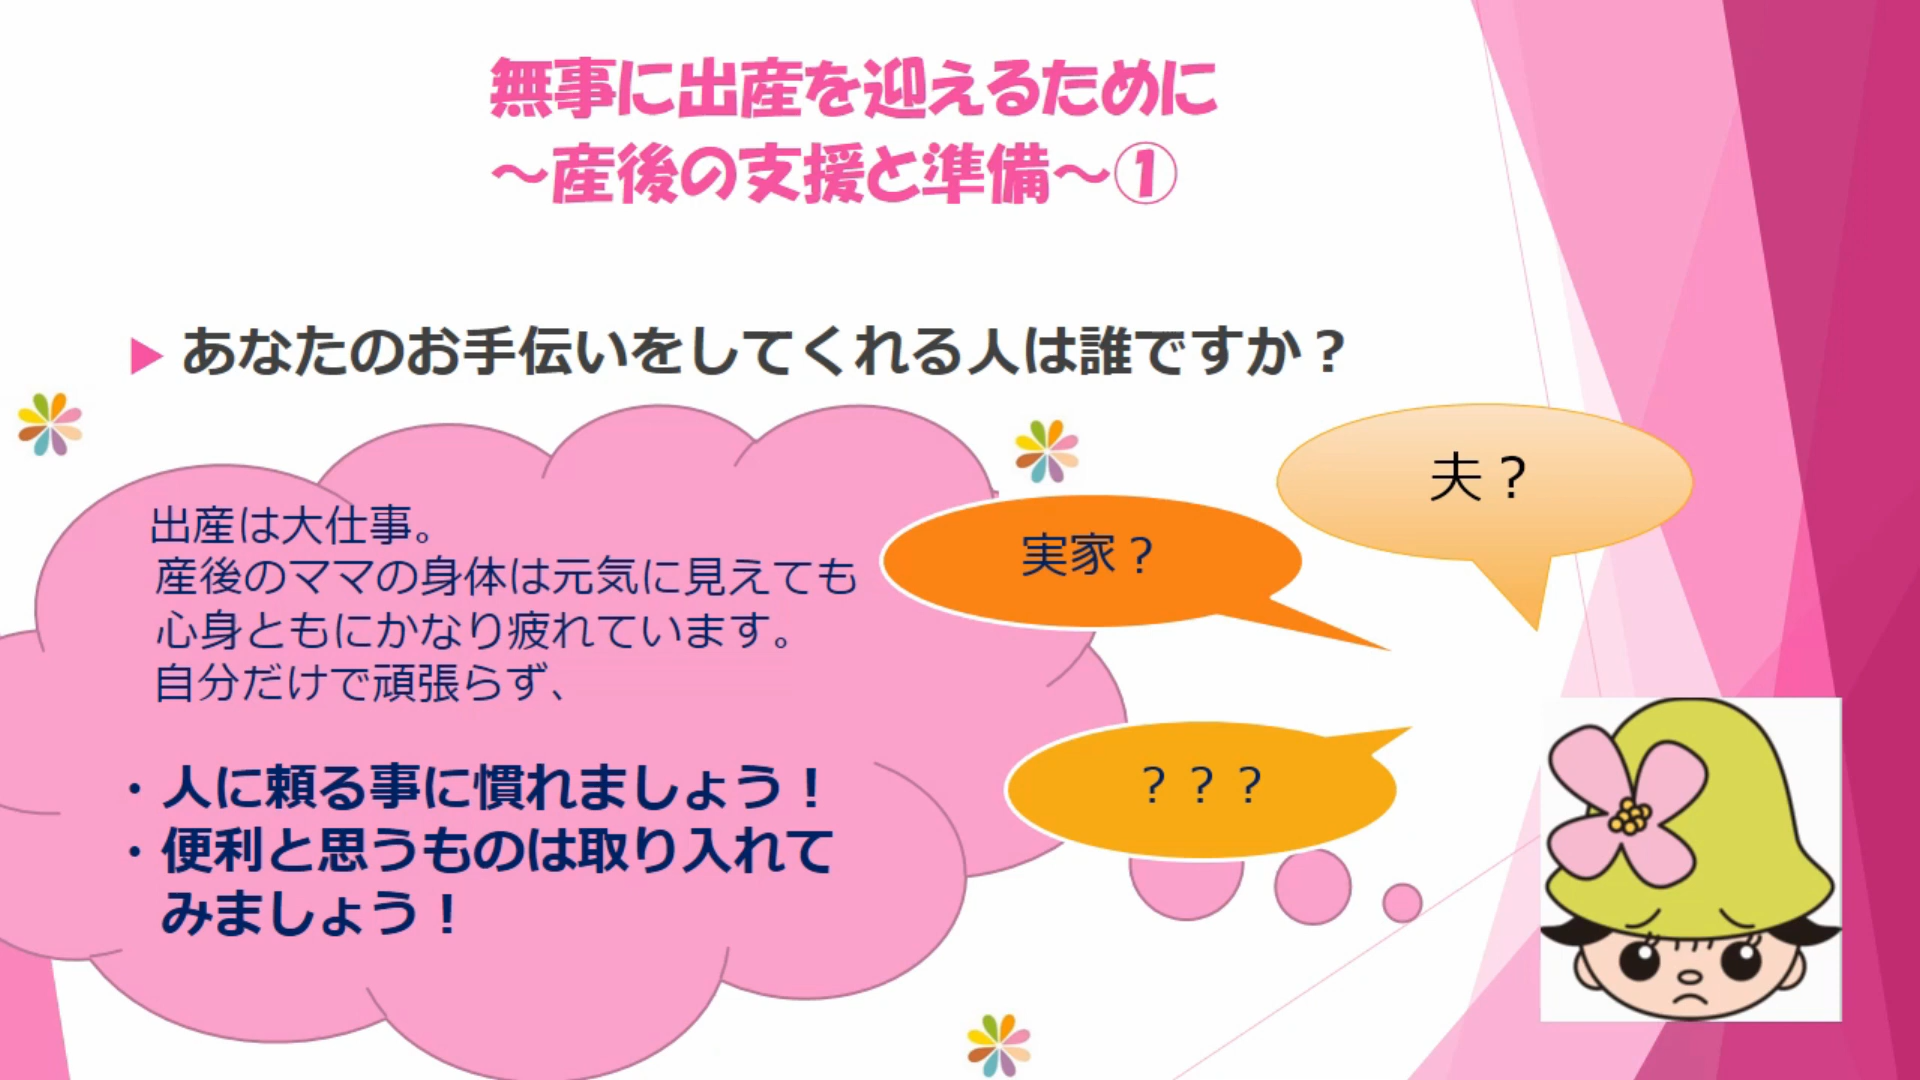 無事に出産を迎えるために
～産後の支援と準備～①
あなたのお手伝いをしてくれる人は誰ですか？
夫？
実家？
出産は大仕事。
産後のママの身体は元気に見えても
心身ともにかなり疲れています。
自分だけで頑張らず、
・人に頼る事に慣れましょう！
・便利と思うものは取り入れて
みましょう！
？？？